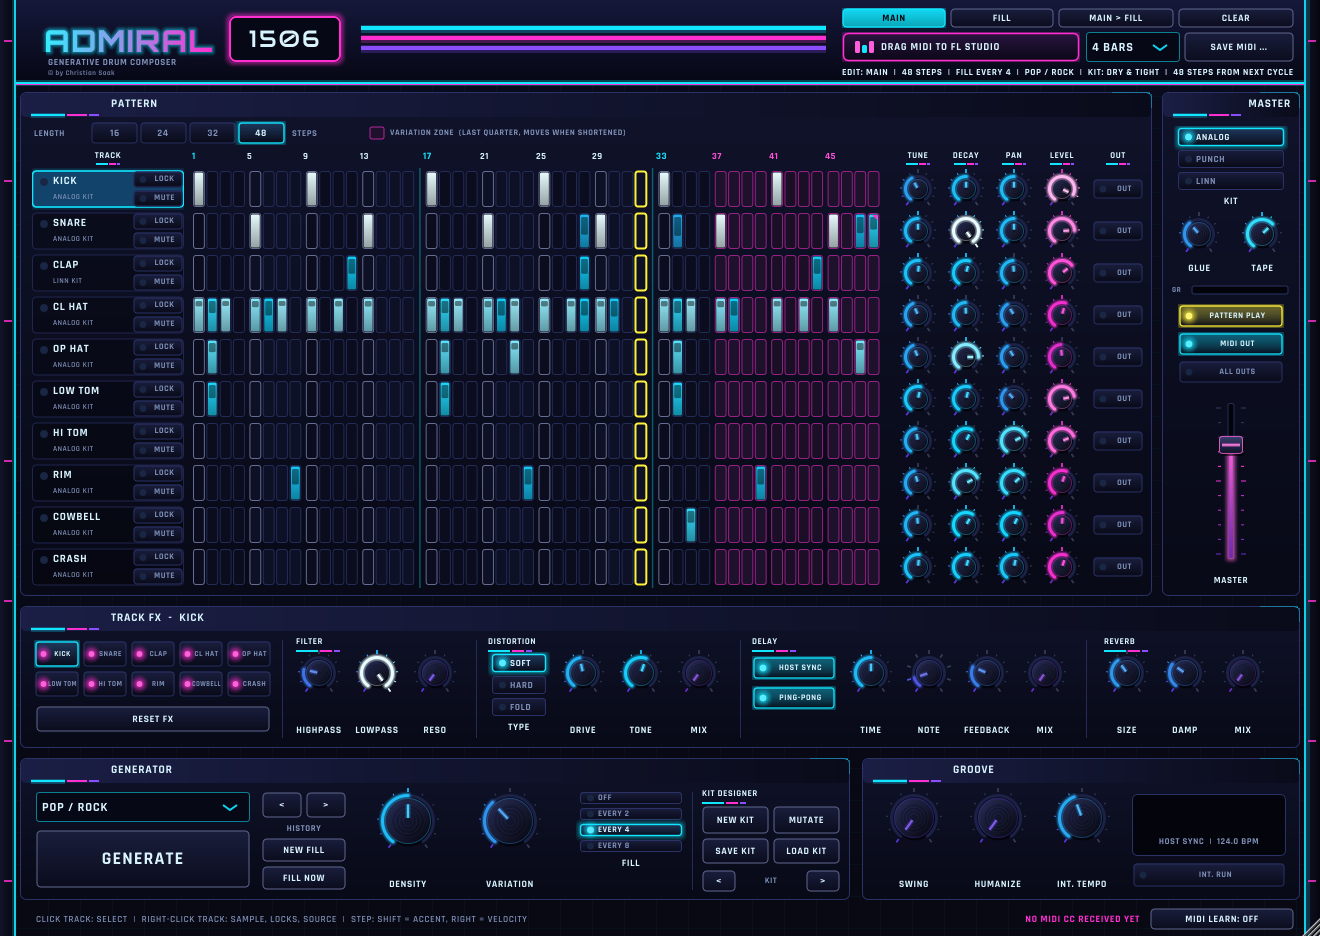 ADMIRAL
GENERATIVE DRUM COMPOSER
© by Christian Saak
1506
MAIN
FILL
MAIN > FILL
CLEAR
DRAG MIDI TO FL STUDIO
4 BARS
SAVE MIDI ...
EDIT: MAIN | 48 STEPS | FILL EVERY 4 | POP / ROCK | KIT: DRY & TIGHT | 48 STEPS FROM NEXT CYCLE
PATTERN
LENGTH 16 24 32 48 STEPS
VARIATION ZONE (LAST QUARTER, MOVES WHEN SHORTENED)
TRACK 1 5 9 13 17 21 25 29 33 37 41 45 TUNE DECAY PAN LEVEL OUT
KICK LOCK
ANALOG KIT MUTE
OUT
SNARE LOCK
ANALOG KIT MUTE
OUT
CLAP LOCK
LINN KIT MUTE
OUT
CL HAT LOCK
ANALOG KIT MUTE
OUT
OP HAT LOCK
ANALOG KIT MUTE
OUT
LOW TOM LOCK
ANALOG KIT MUTE
OUT
HI TOM LOCK
ANALOG KIT MUTE
OUT
RIM LOCK
ANALOG KIT MUTE
OUT
COWBELL LOCK
ANALOG KIT MUTE
OUT
CRASH LOCK
ANALOG KIT MUTE
OUT
MASTER
ANALOG
PUNCH
LINN
KIT
GLUE TAPE
GR
PATTERN PLAY
MIDI OUT
ALL OUTS
MASTER
TRACK FX - KICK
KICK SNARE CLAP CL HAT OP HAT
LOW TOM HI TOM RIM COWBELL CRASH
RESET FX
FILTER
HIGHPASS LOWPASS RESO
DISTORTION
SOFT
HARD
FOLD
TYPE DRIVE TONE MIX
DELAY
HOST SYNC
PING-PONG
TIME NOTE FEEDBACK MIX
REVERB
SIZE DAMP MIX
GENERATOR
POP / ROCK
GENERATE
< >
HISTORY
NEW FILL
FILL NOW
DENSITY VARIATION
OFF
EVERY 2
EVERY 4
EVERY 8
FILL
KIT DESIGNER
NEW KIT MUTATE
SAVE KIT LOAD KIT
< KIT >
GROOVE
SWING HUMANIZE INT. TEMPO
HOST SYNC | 124.0 BPM
INT. RUN
CLICK TRACK: SELECT | RIGHT-CLICK TRACK: SAMPLE, LOCKS, SOURCE | STEP: SHIFT = ACCENT, RIGHT = VELOCITY
NO MIDI CC RECEIVED YET
MIDI LEARN: OFF